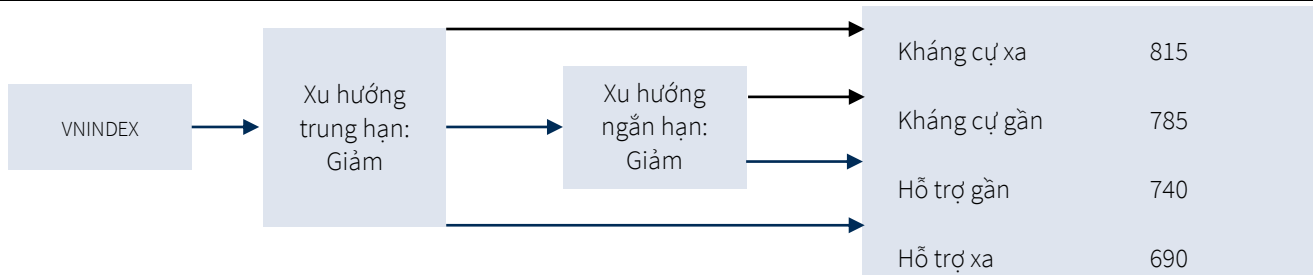 VNINDEX
Xu hướng
trung hạn:
Giảm
Xu hướng
ngắn hạn:
Giảm
Kháng cự xa 815
Kháng cự gần 785
Hỗ trợ gần 740
Hỗ trợ xa 690